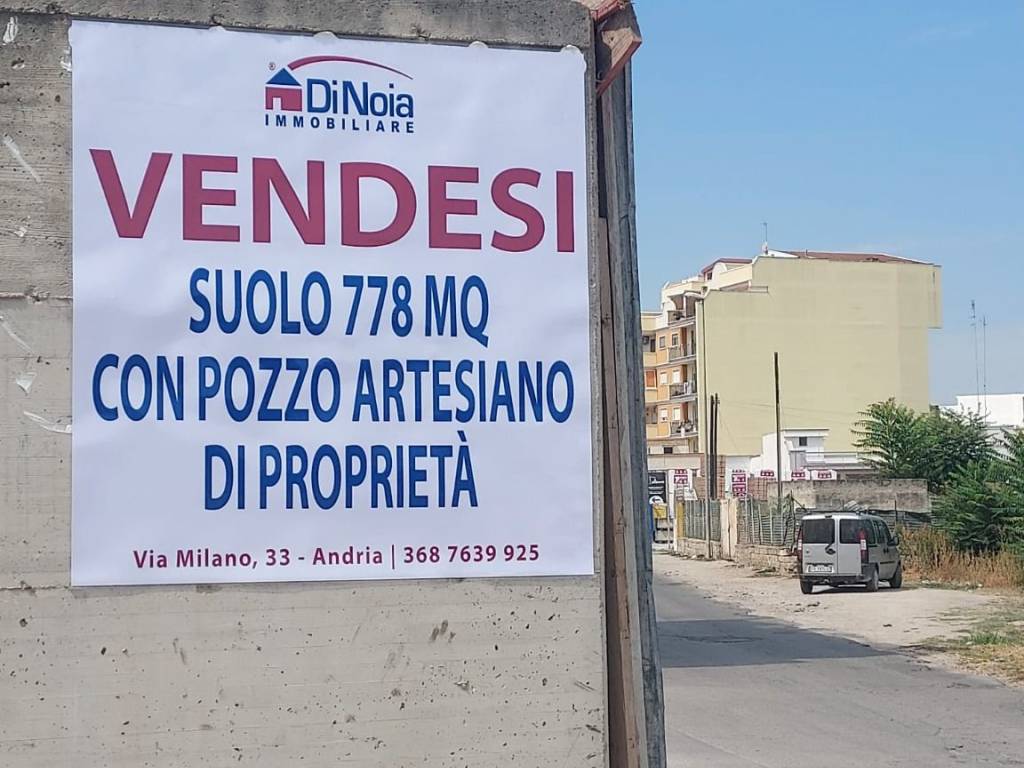 DiNoia
IMMOBILIARE
VENDESI
SUOLO 778 MQ
CON POZZO ARTESIANO
DI PROPRIETÀ
Via Milano, 33 - Andria | 368 7639 925